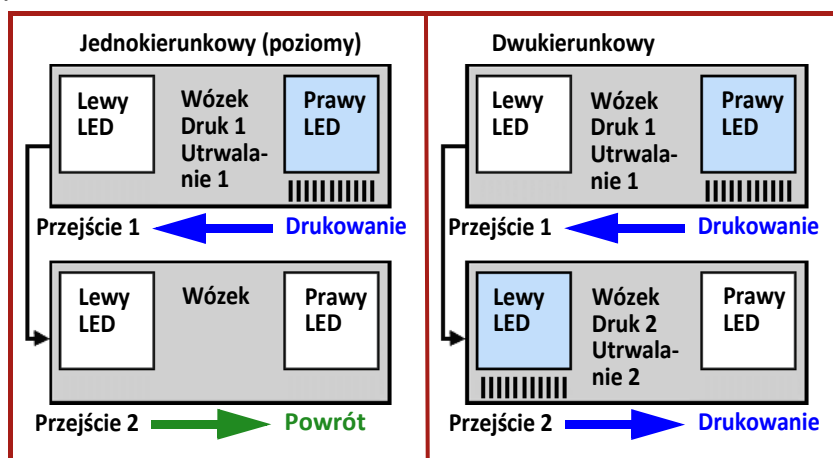 Jednokierunkowy (poziomy)
Lewy
LED
Wózek
Druk 1
Utrwala-
nie 1
Prawy
LED
Przejście 1
Drukowanie
Lewy
LED
Wózek
Prawy
LED
Przejście 2
Powrót
Dwukierunkowy
Lewy
LED
Wózek
Druk 1
Utrwala-
nie 1
Prawy
LED
Przejście 1
Drukowanie
Lewy
LED
Wózek
Druk 2
Utrwala-
nie 2
Prawy
LED
Przejście 2
Drukowanie